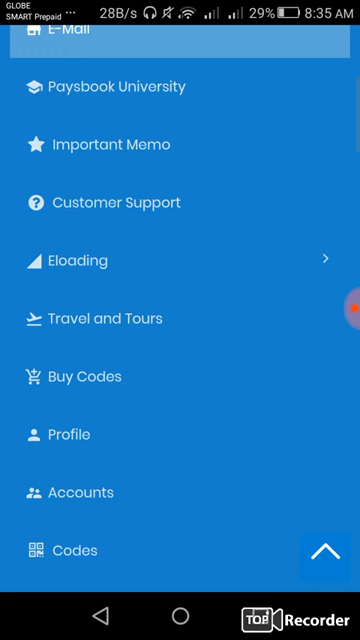 GLOBE
SMART Prepaid ... 28B/s 29% 8:35 AM
E-Mall
Paysbook University
Important Memo
Customer Support
Eloading
Travel and Tours
Buy Codes
Profile
Accounts
Codes
TOP Recorder